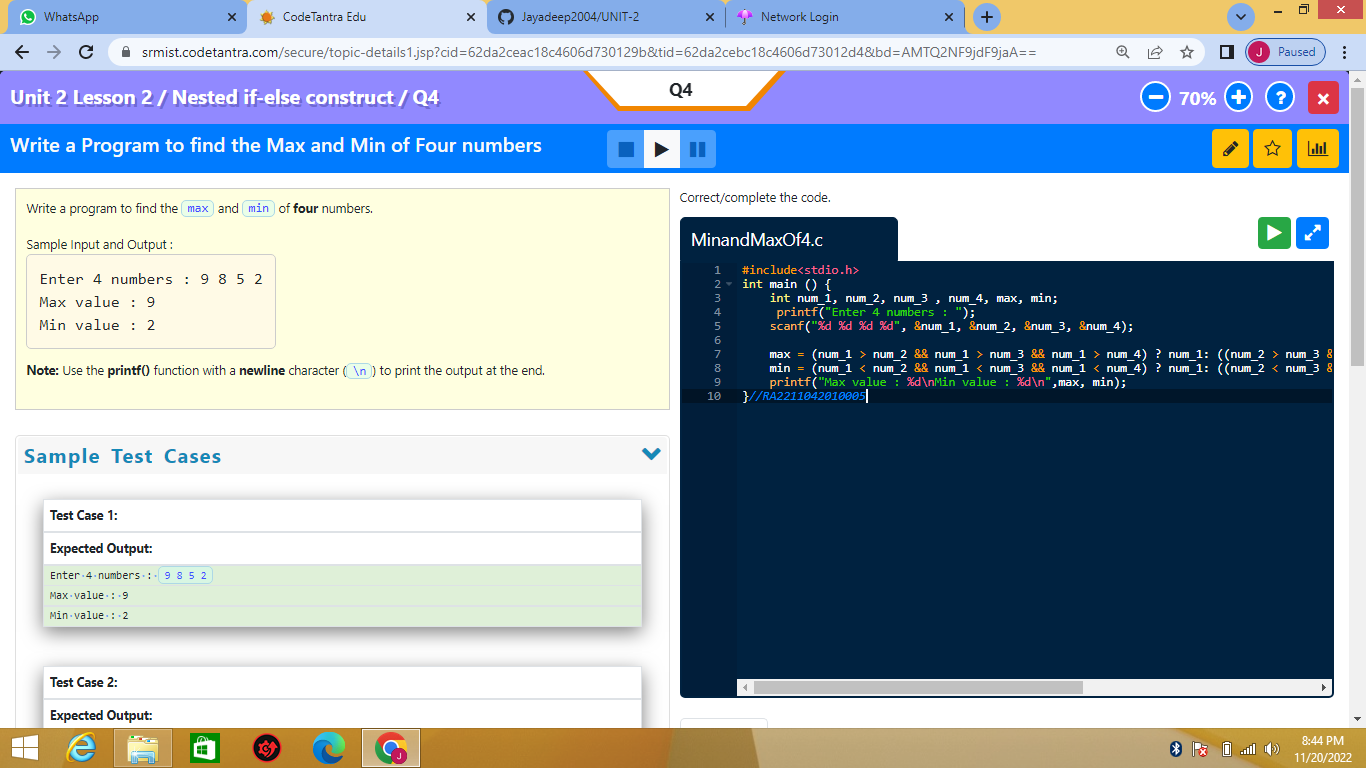 WhatsApp
CodeTantra Edu
Jayadeep2004/UNIT-2
Network Login
srmist.codetantra.com/secure/topic-details1.jsp?cid=62da2ceac18c4606d730129b&tid=62da2cebc18c4606d73012d4&bd=AMTQ2NF9jdF9jaA==
J Paused
Unit 2 Lesson 2 / Nested if-else construct / Q4
Q4
70%
?
Write a Program to find the Max and Min of Four numbers
Write a program to find the max and min of four numbers.
Sample Input and Output :
Enter 4 numbers : 9 8 5 2
Max value : 9
Min value : 2
Note: Use the printf() function with a newline character ( \n ) to print the output at the end.
Sample Test Cases
Test Case 1:
Expected Output:
Enter·4·numbers·:· 9 8 5 2
Max·value·:·9
Min·value·:·2
Test Case 2:
Expected Output:
Correct/complete the code.
MinandMaxOf4.c
1 #include<stdio.h>
2 int main () {
3 int num_1, num_2, num_3 , num_4, max, min;
4 printf("Enter 4 numbers : ");
5 scanf("%d %d %d %d", &num_1, &num_2, &num_3, &num_4);
6
7 max = (num_1 > num_2 && num_1 > num_3 && num_1 > num_4) ? num_1: ((num_2 > num_3 &
8 min = (num_1 < num_2 && num_1 < num_3 && num_1 < num_4) ? num_1: ((num_2 < num_3 &
9 printf("Max value : %d\nMin value : %d\n",max, min);
10 }//RA2211042010005
J
8:44 PM
11/20/2022